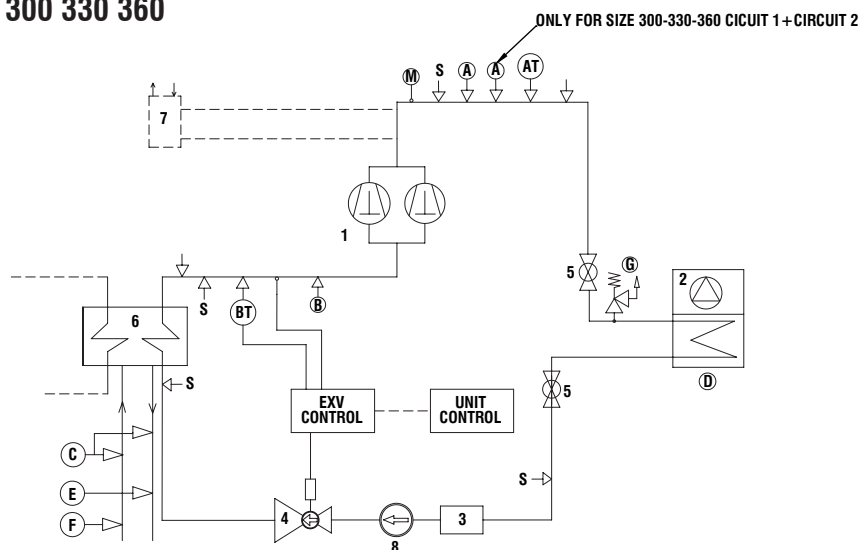 300 330 360
ONLY FOR SIZE 300-330-360 CICUIT 1+CIRCUIT 2
M S A A AT
7
1
5 G 2
S BT B
6
D
S
5
EXV CONTROL
UNIT CONTROL
C
S
E
4 3
F
8